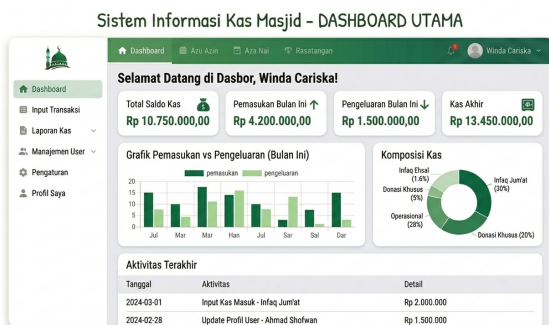 Sistem Informasi Kas Masjid - DASHBOARD UTAMA
Dashboard
Azu Azin
Aza Nai
Rasatangan
Winda Cariska
Dashboard
Input Transaksi
Laporan Kas
Manajemen User
Pengaturan
Profil Saya
Selamat Datang di Dasbor, Winda Cariska!
Total Saldo Kas
Rp 10.750.000,00
Pemasukan Bulan Ini
Rp 4.200.000,00
Pengeluaran Bulan Ini
Rp 1.500.000,00
Kas Akhir
Rp 13.450.000,00
Grafik Pemasukan vs Pengeluaran (Bulan Ini)
pemasukan
pengeluaran
20
15
10
5
0
Jul
Mar
Mar
Han
Jul
Sar
Sal
Dar
Komposisi Kas
Infaq Ehsal
(1.6%)
Donasi Khusus
(5%)
Operasional
(28%)
Infaq Jum'at
(30%)
Donasi Khusus (20%)
Aktivitas Terakhir
Tanggal Aktivitas Detail
2024-03-01 Input Kas Masuk - Infaq Jum'at Rp 2.000.000
2024-02-28 Update Profil User - Ahmad Shofwan Rp 1.500.000